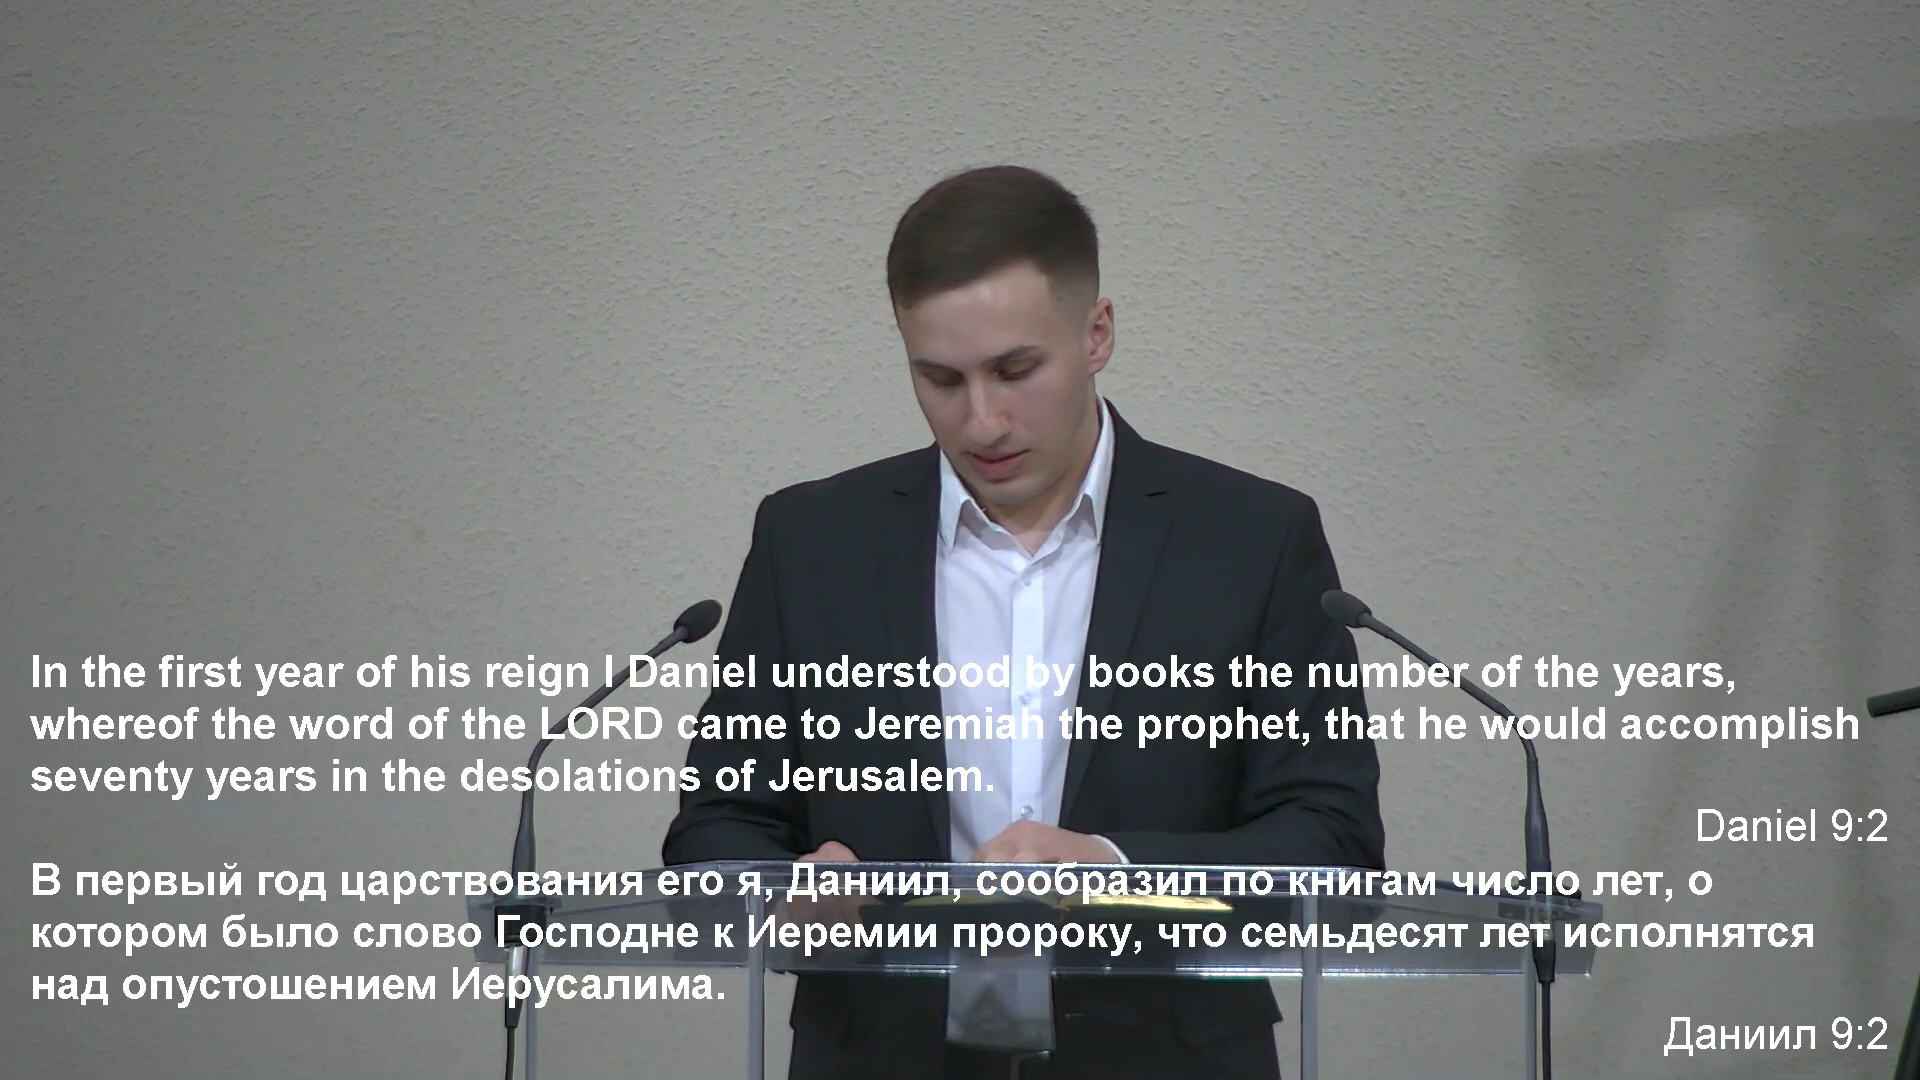 In the first year of his reign I Daniel understood by books the number of the years,
whereof the word of the LORD came to Jeremiah the prophet, that he would accomplish
seventy years in the desolations of Jerusalem.
Daniel 9:2
В первый год царствования его я, Даниил, сообразил по книгам число лет, о
котором было слово Господне к Иеремии пророку, что семьдесят лет исполнятся
над опустошением Иерусалима.
Даниил 9:2